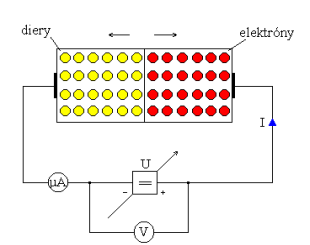 diery
elektróny
I
U
μA
=
- +
V